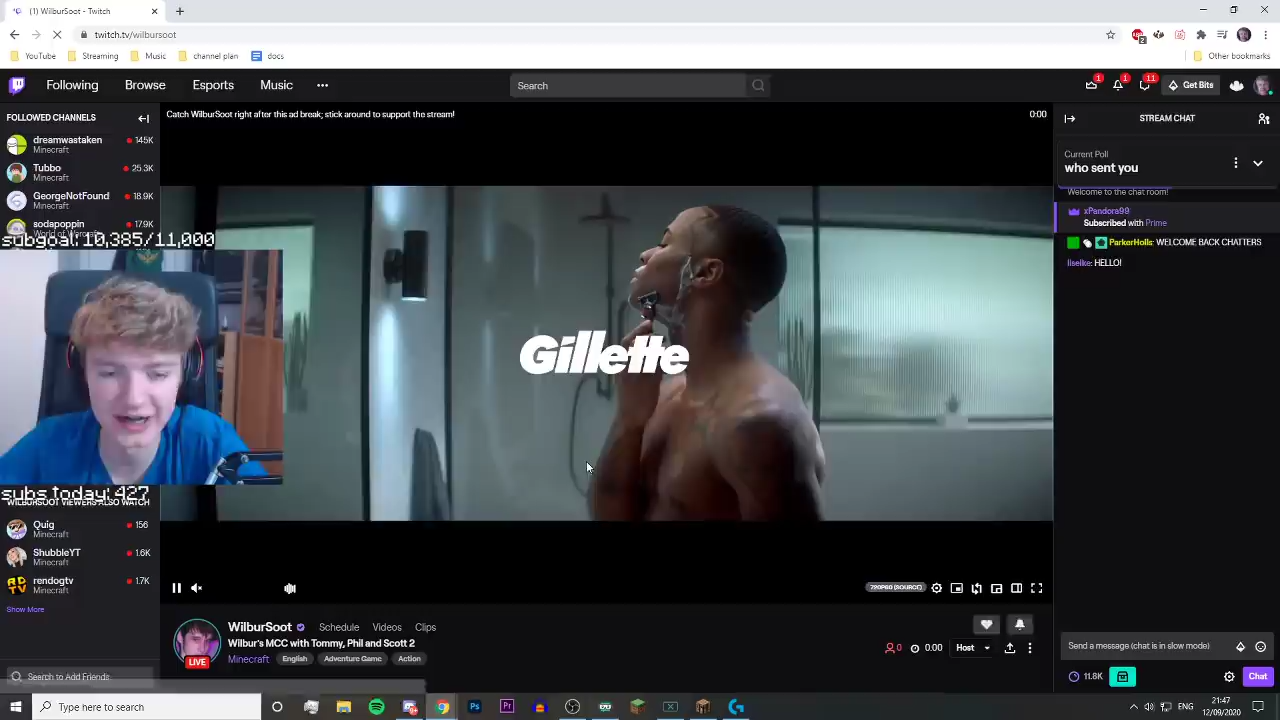 (1) WilburSoot - Twitch
twitch.tv/wilbursoot
YouTube
Streaming
Music
channel plan
docs
Other bookmarks
Following
Browse
Esports
Music
Search
1
1
11
Get Bits
FOLLOWED CHANNELS
dreamwastaken
145K
Minecraft
Tubbo
25.3K
Minecraft
GeorgeNotFound
18.9K
Minecraft
sodapoppin
17.9K
subgoal: 10,385/11,000
subs today: 427
WILBURSOOT VIEWERS ALSO WATCH
Quig
156
Minecraft
ShubbleYT
1.6K
Minecraft
rendogtv
1.7K
Minecraft
Show More
Search to Add Friends
Catch WilburSoot right after this ad break; stick around to support the stream!
0:00
Gillette
720P60 (SOURCE)
WilburSoot
Schedule
Videos
Clips
Wilbur's MCC with Tommy, Phil and Scott 2
Minecraft
English
Adventure Game
Action
LIVE
0
0:00
Host
STREAM CHAT
Current Poll
who sent you
Welcome to the chat room!
xPandora99
Subscribed with Prime
ParkerHolls: WELCOME BACK CHATTERS
HELLO!
Send a message (chat is in slow mode)
11.8K
Chat
Type here to search
ENG
21:47
12/09/2020